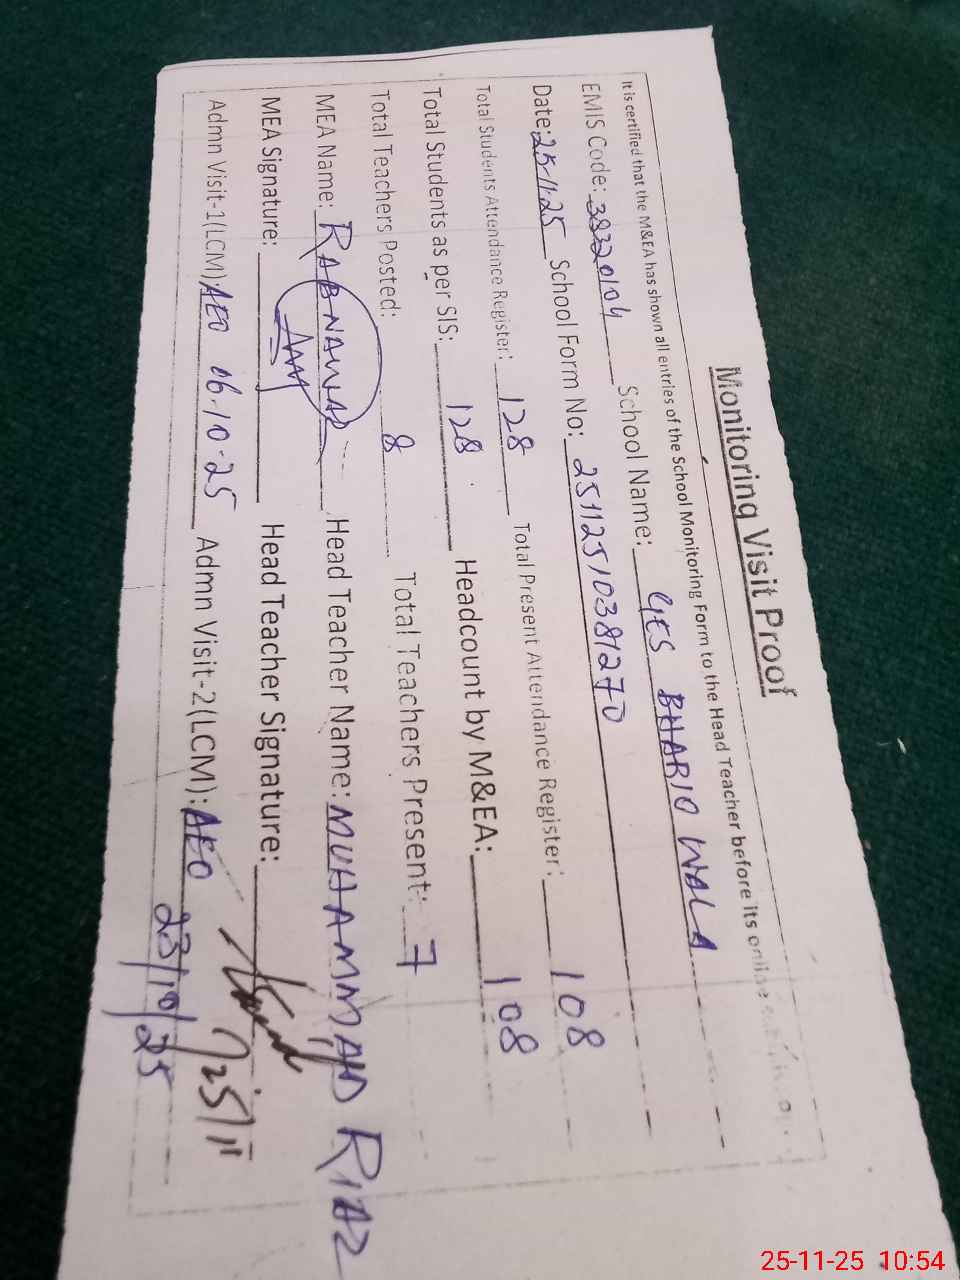 Monitoring Visit Proof
It is certified that the M&EA has shown all entries of the School Monitoring Form to the Head Teacher before its online
EMIS Code: 38320104 School Name: GES BHARIO WALA
Date: 25-11-25 School Form No: 25112510381270
Total Students Attendance Register: 128 Total Present Attendance Register: 108
Total Students as per SIS: 128 Headcount by M&EA: 108
Total Teachers Posted: 8 Total Teachers Present: 7
MEA Name: RAB NAWAZ Head Teacher Name: MUHAMMAD RIAZ
MEA Signature: Head Teacher Signature:
Admn Visit-1(LCM): AEO 06-10-25 Admn Visit-2(LCM): AEO 23/10/25
25/11
25-11-25 10:54